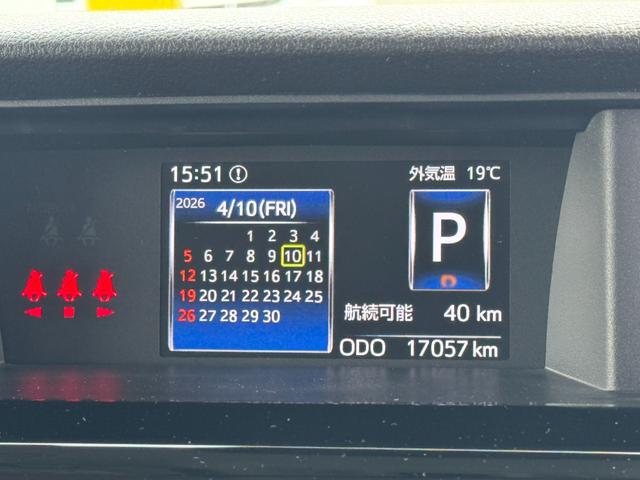 15:51 外気温 19℃
2026 4/10(FRI)
1 2 3 4
5 6 7 8 9 10 11
12 13 14 15 16 17 18
19 20 21 22 23 24 25
26 27 28 29 30
P
D
航続可能 40 km
ODO 17057 km